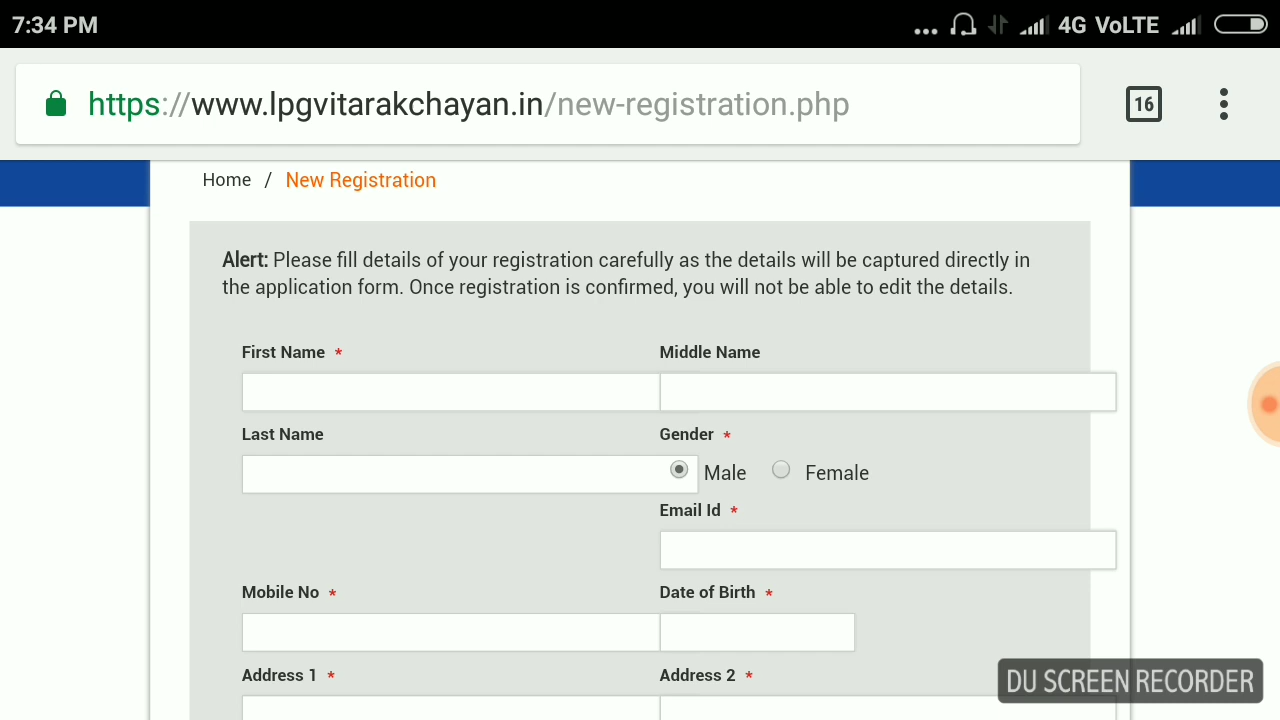 7:34 PM
4G VoLTE
https://www.lpgvitarakchayan.in/new-registration.php
16
Home / New Registration
Alert: Please fill details of your registration carefully as the details will be captured directly in
the application form. Once registration is confirmed, you will not be able to edit the details.
First Name *
Middle Name
Last Name
Gender *
Male
Female
Email Id *
Mobile No *
Date of Birth *
Address 1 *
Address 2 *
DU SCREEN RECORDER